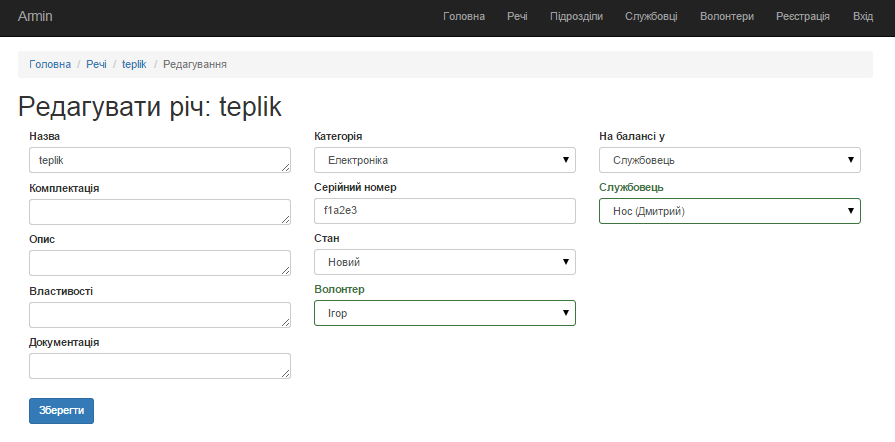 Armin
Головна Речі Підрозділи Службовці Волонтери Реєстрація Вхід
Головна / Речі / teplik / Редагування
Редагувати річ: teplik
Назва
teplik
Комплектація
Опис
Властивості
Документація
Зберегти
Категорія
Електроніка
Серійний номер
f1a2e3
Стан
Новий
Волонтер
Ігор
На балансі у
Службовець
Службовець
Нос (Дмитрий)